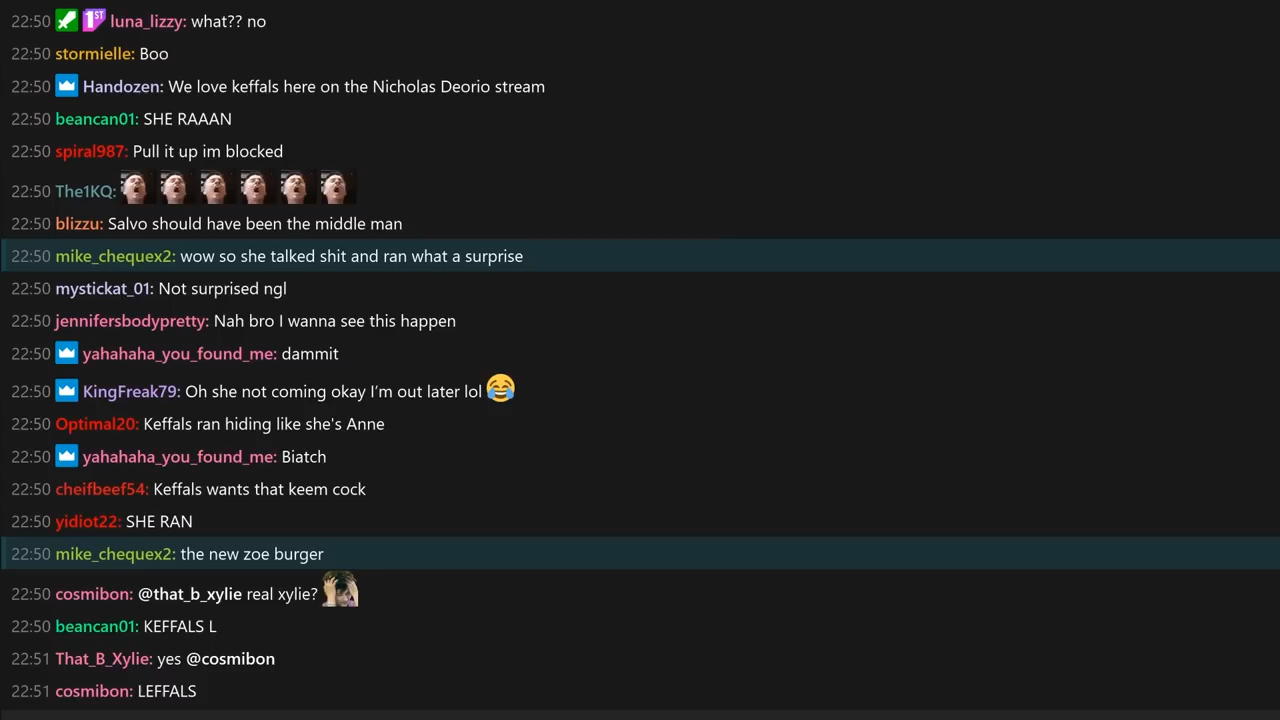 22:50 1ST luna_lizzy: what?? no
22:50 stormielle: Boo
22:50 Handozen: We love keffals here on the Nicholas Deorio stream
22:50 beancan01: SHE RAAAN
22:50 spiral987: Pull it up im blocked
22:50 The1KQ:
22:50 blizzu: Salvo should have been the middle man
22:50 mike_chequex2: wow so she talked shit and ran what a surprise
22:50 mystickat_01: Not surprised ngl
22:50 jennifersbodypretty: Nah bro I wanna see this happen
22:50 yahahaha_you_found_me: dammit
22:50 KingFreak79: Oh she not coming okay I'm out later lol 😂
22:50 Optimal20: Keffals ran hiding like she's Anne
22:50 yahahaha_you_found_me: Biatch
22:50 cheifbeef54: Keffals wants that keem cock
22:50 yidiot22: SHE RAN
22:50 mike_chequex2: the new zoe burger
22:50 cosmibon: @that_b_xylie real xylie?
22:50 beancan01: KEFFALS L
22:51 That_B_Xylie: yes @cosmibon
22:51 cosmibon: LEFFALS